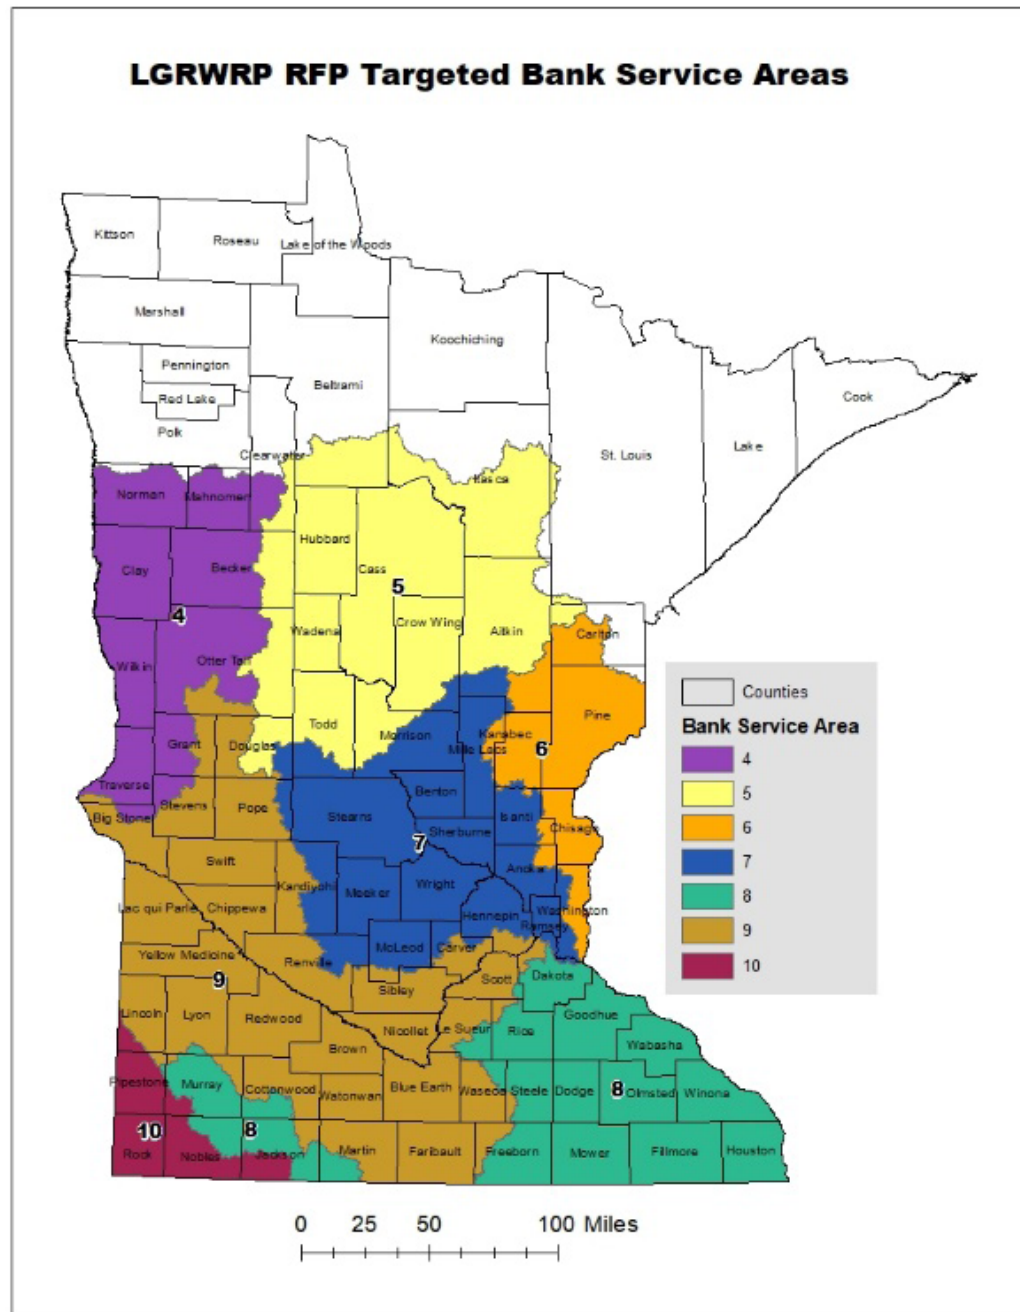 LGRWRP RFP Targeted Bank Service Areas
Kittson
Roseau
Lake of the Woods
Marshall
Koochiching
Pennington
Beltrami
Red Lake
Cook
Polk
Clearwater
St. Louis
Lake
Itasca
Norman
Mahnomen
Hubbard
Clay
Becker
Cass
5
4
Wadena
Crow Wing
Aitkin
Carlton
Wilkin
Otter Tail
Pine
Todd
Morrison
Kanabec
Mille Lacs
6
Grant
Douglas
Traverse
Stevens
Pope
Benton
Big Stone
Stearns
Isanti
Sherburne
Chisago
7
Swift
Anoka
Kandiyohi
Meeker
Wright
Lac qui Parle
Chippewa
Hennepin
Washington
Ramsey
McLeod
Carver
Yellow Medicine
Renville
Scott
Dakota
9
Sibley
Lincoln
Lyon
Redwood
Nicollet
Le Sueur
Rice
Goodhue
Brown
Wabasha
Pipestone
Murray
Cottonwood
Watonwan
Blue Earth
Waseca
Steele
Dodge
8
Olmsted
Winona
10
8
Rock
Nobles
Jackson
Martin
Faribault
Freeborn
Mower
Fillmore
Houston
Counties
Bank Service Area
4
5
6
7
8
9
10
0 25 50 100 Miles